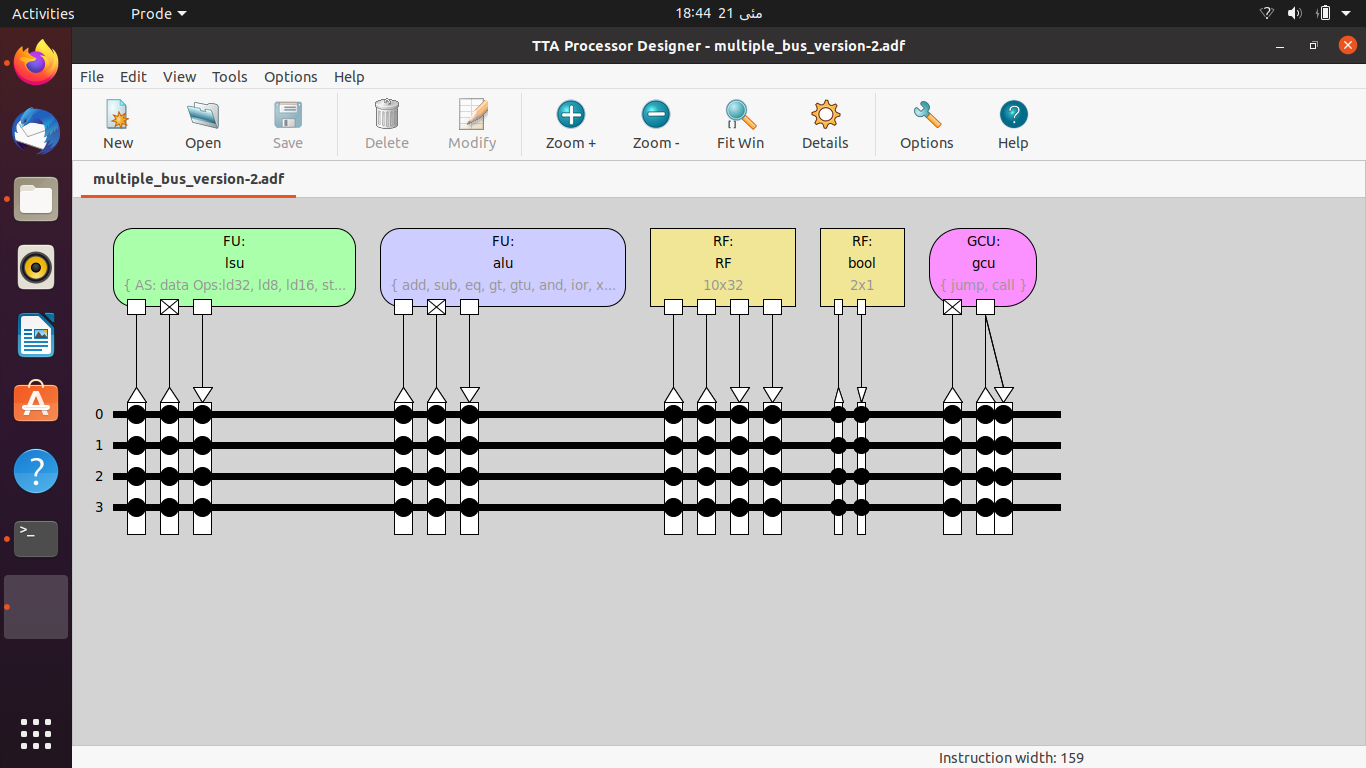 Activities Prode 18:44 21 مئی
TTA Processor Designer - multiple_bus_version-2.adf
File Edit View Tools Options Help
New Open Save Delete Modify Zoom + Zoom - Fit Win Details Options Help
multiple_bus_version-2.adf
FU: FU: RF: RF: GCU:
lsu alu RF bool gcu
{ AS: data Ops:ld32, ld8, ld16, st... { add, sub, eq, gt, gtu, and, ior, x... 10x32 2x1 { jump, call }
0
1
2
3
Instruction width: 159